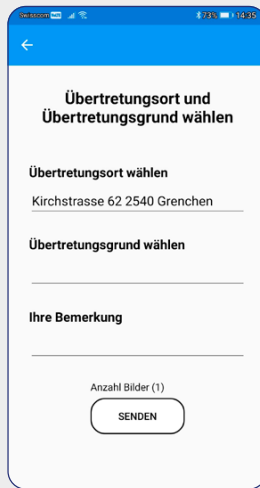 Swisscom
73% 14:35
Übertretungsort und
Übertretungsgrund wählen
Übertretungsort wählen
Kirchstrasse 62 2540 Grenchen
Übertretungsgrund wählen
Ihre Bemerkung
Anzahl Bilder (1)
SENDEN